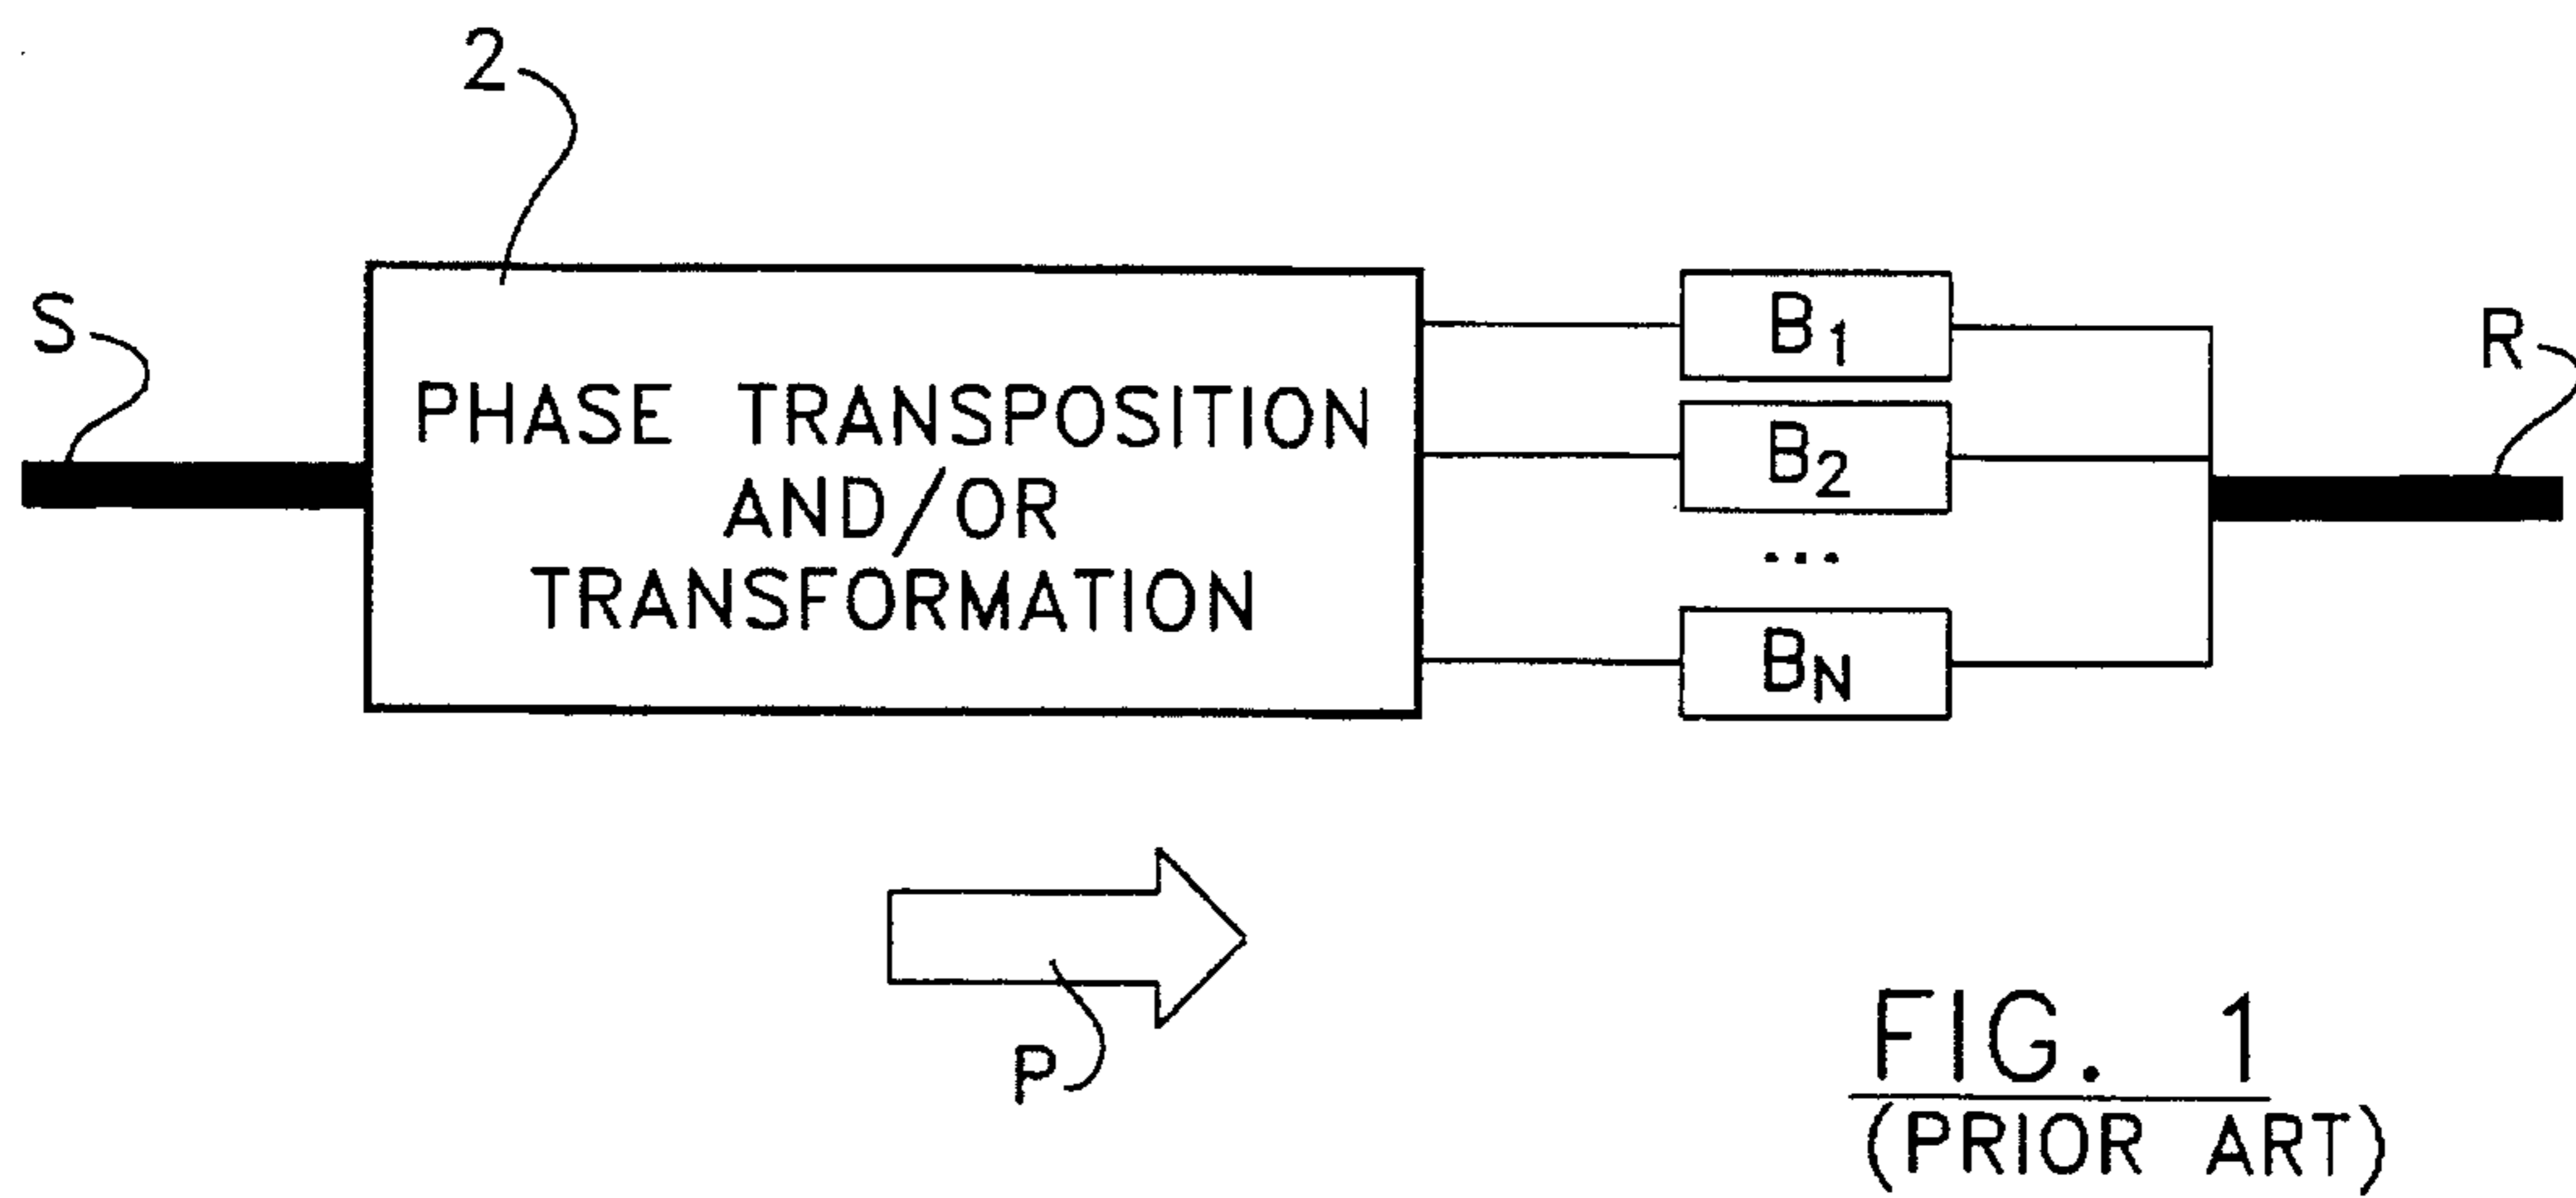 2
S
PHASE TRANSPOSITION
AND/OR
TRANSFORMATION
B1
B2
...
BN
R
P
FIG. 1
(PRIOR ART)